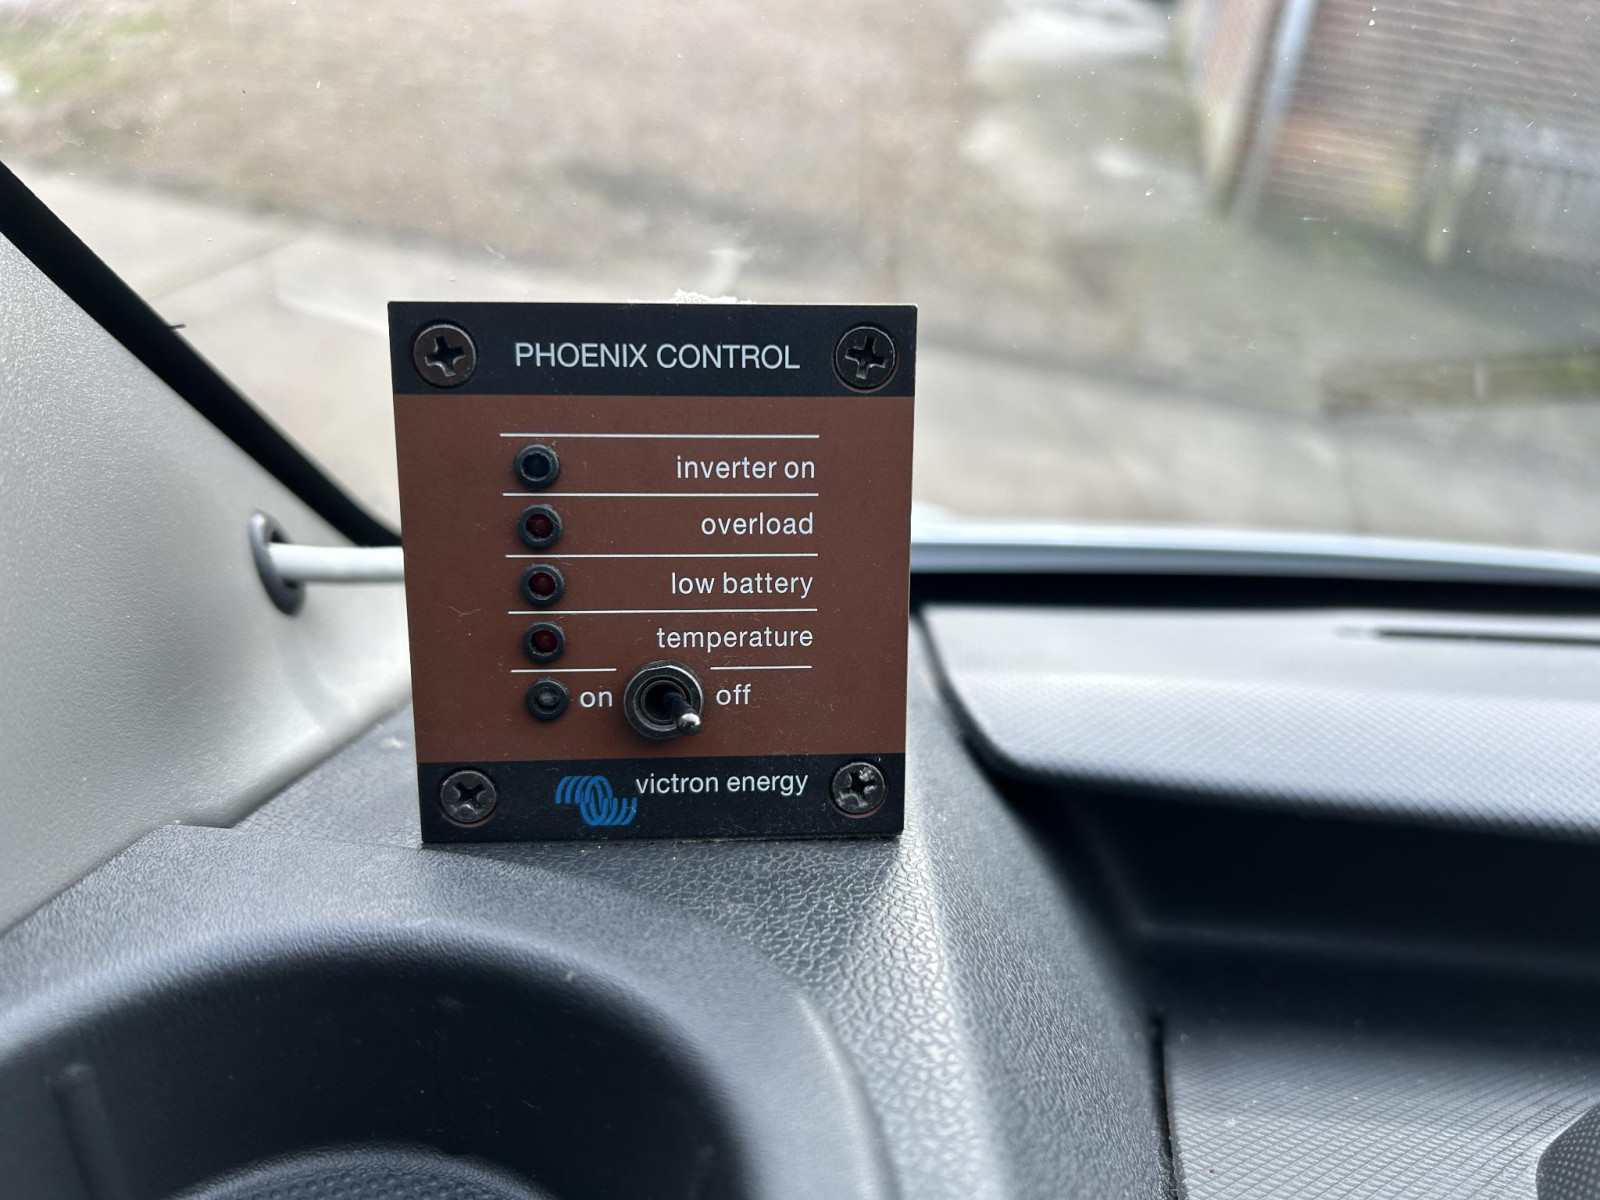 PHOENIX CONTROL
inverter on
overload
low battery
temperature
on off
victron energy